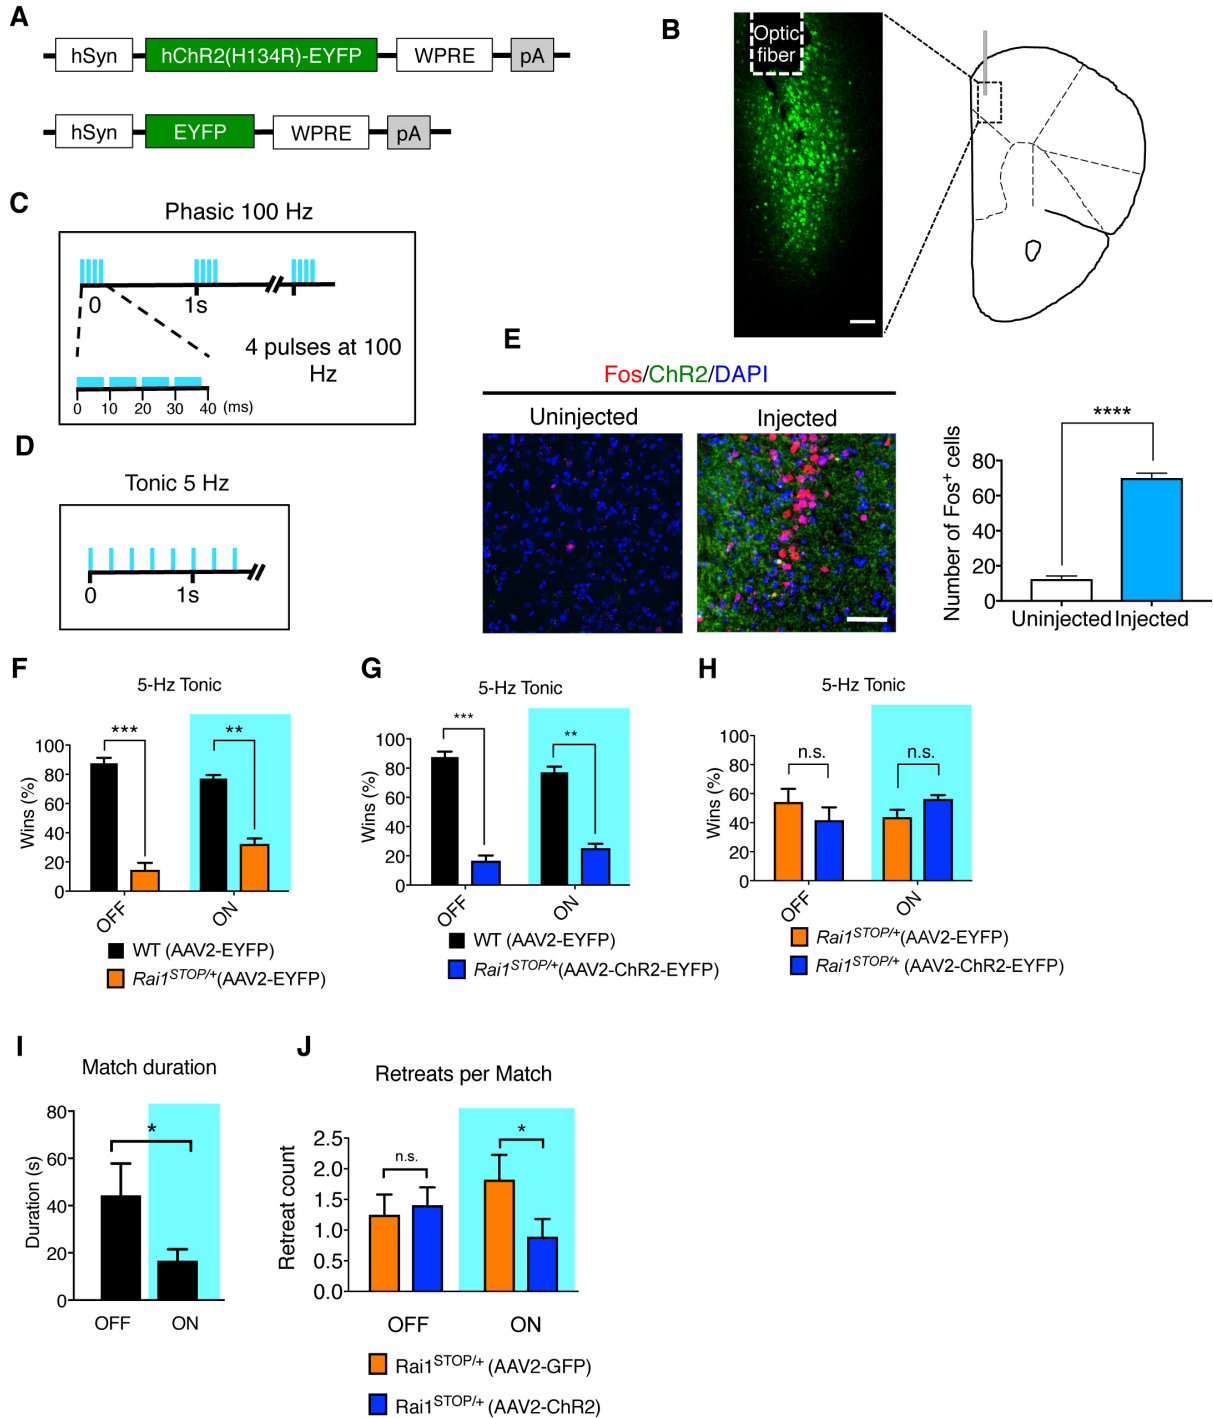 A
hSyn hChR2(H134R)-EYFP WPRE pA
hSyn EYFP WPRE pA
B
Optic
fiber
C
Phasic 100 Hz
0 1s
4 pulses at 100
Hz
0 10 20 30 40 (ms)
D
Tonic 5 Hz
0 1s
E
Fos/ChR2/DAPI
Uninjected Injected
****
Number of Fos+ cells
80
60
40
20
0
Uninjected Injected
F
5-Hz Tonic
*** **
Wins (%)
100
80
60
40
20
0
OFF ON
WT (AAV2-EYFP)
Rai1STOP/+(AAV2-EYFP)
G
5-Hz Tonic
*** **
Wins (%)
100
80
60
40
20
0
OFF ON
WT (AAV2-EYFP)
Rai1STOP/+(AAV2-ChR2-EYFP)
H
5-Hz Tonic
n.s. n.s.
Wins (%)
100
80
60
40
20
0
OFF ON
Rai1STOP/+(AAV2-EYFP)
Rai1STOP/+ (AAV2-ChR2-EYFP)
I
Match duration
*
Duration (s)
80
60
40
20
0
OFF ON
J
Retreats per Match
n.s. *
Retreat count
2.5
2.0
1.5
1.0
0.5
0.0
OFF ON
Rai1STOP/+ (AAV2-GFP)
Rai1STOP/+ (AAV2-ChR2)